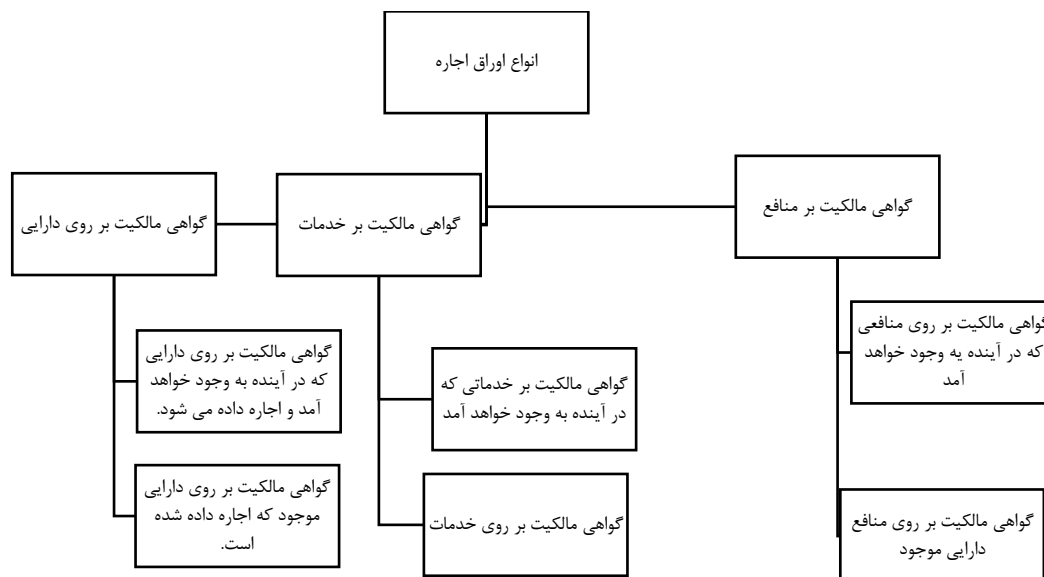 انواع اوراق اجاره
گواهی مالکیت بر منافع
گواهی مالکیت بر خدمات
گواهی مالکیت بر روی دارایی
گواهی مالکیت بر روی منافعی
که در آینده یه وجود خواهد
آمد
گواهی مالکیت بر روی منافع
دارایی موجود
گواهی مالکیت بر خدماتی که
در آینده به وجود خواهد آمد
گواهی مالکیت بر روی خدمات
گواهی مالکیت بر روی دارایی
که در آینده به وجود خواهد
آمد و اجاره داده می شود.
گواهی مالکیت بر روی دارایی
موجود که اجاره داده شده
است.